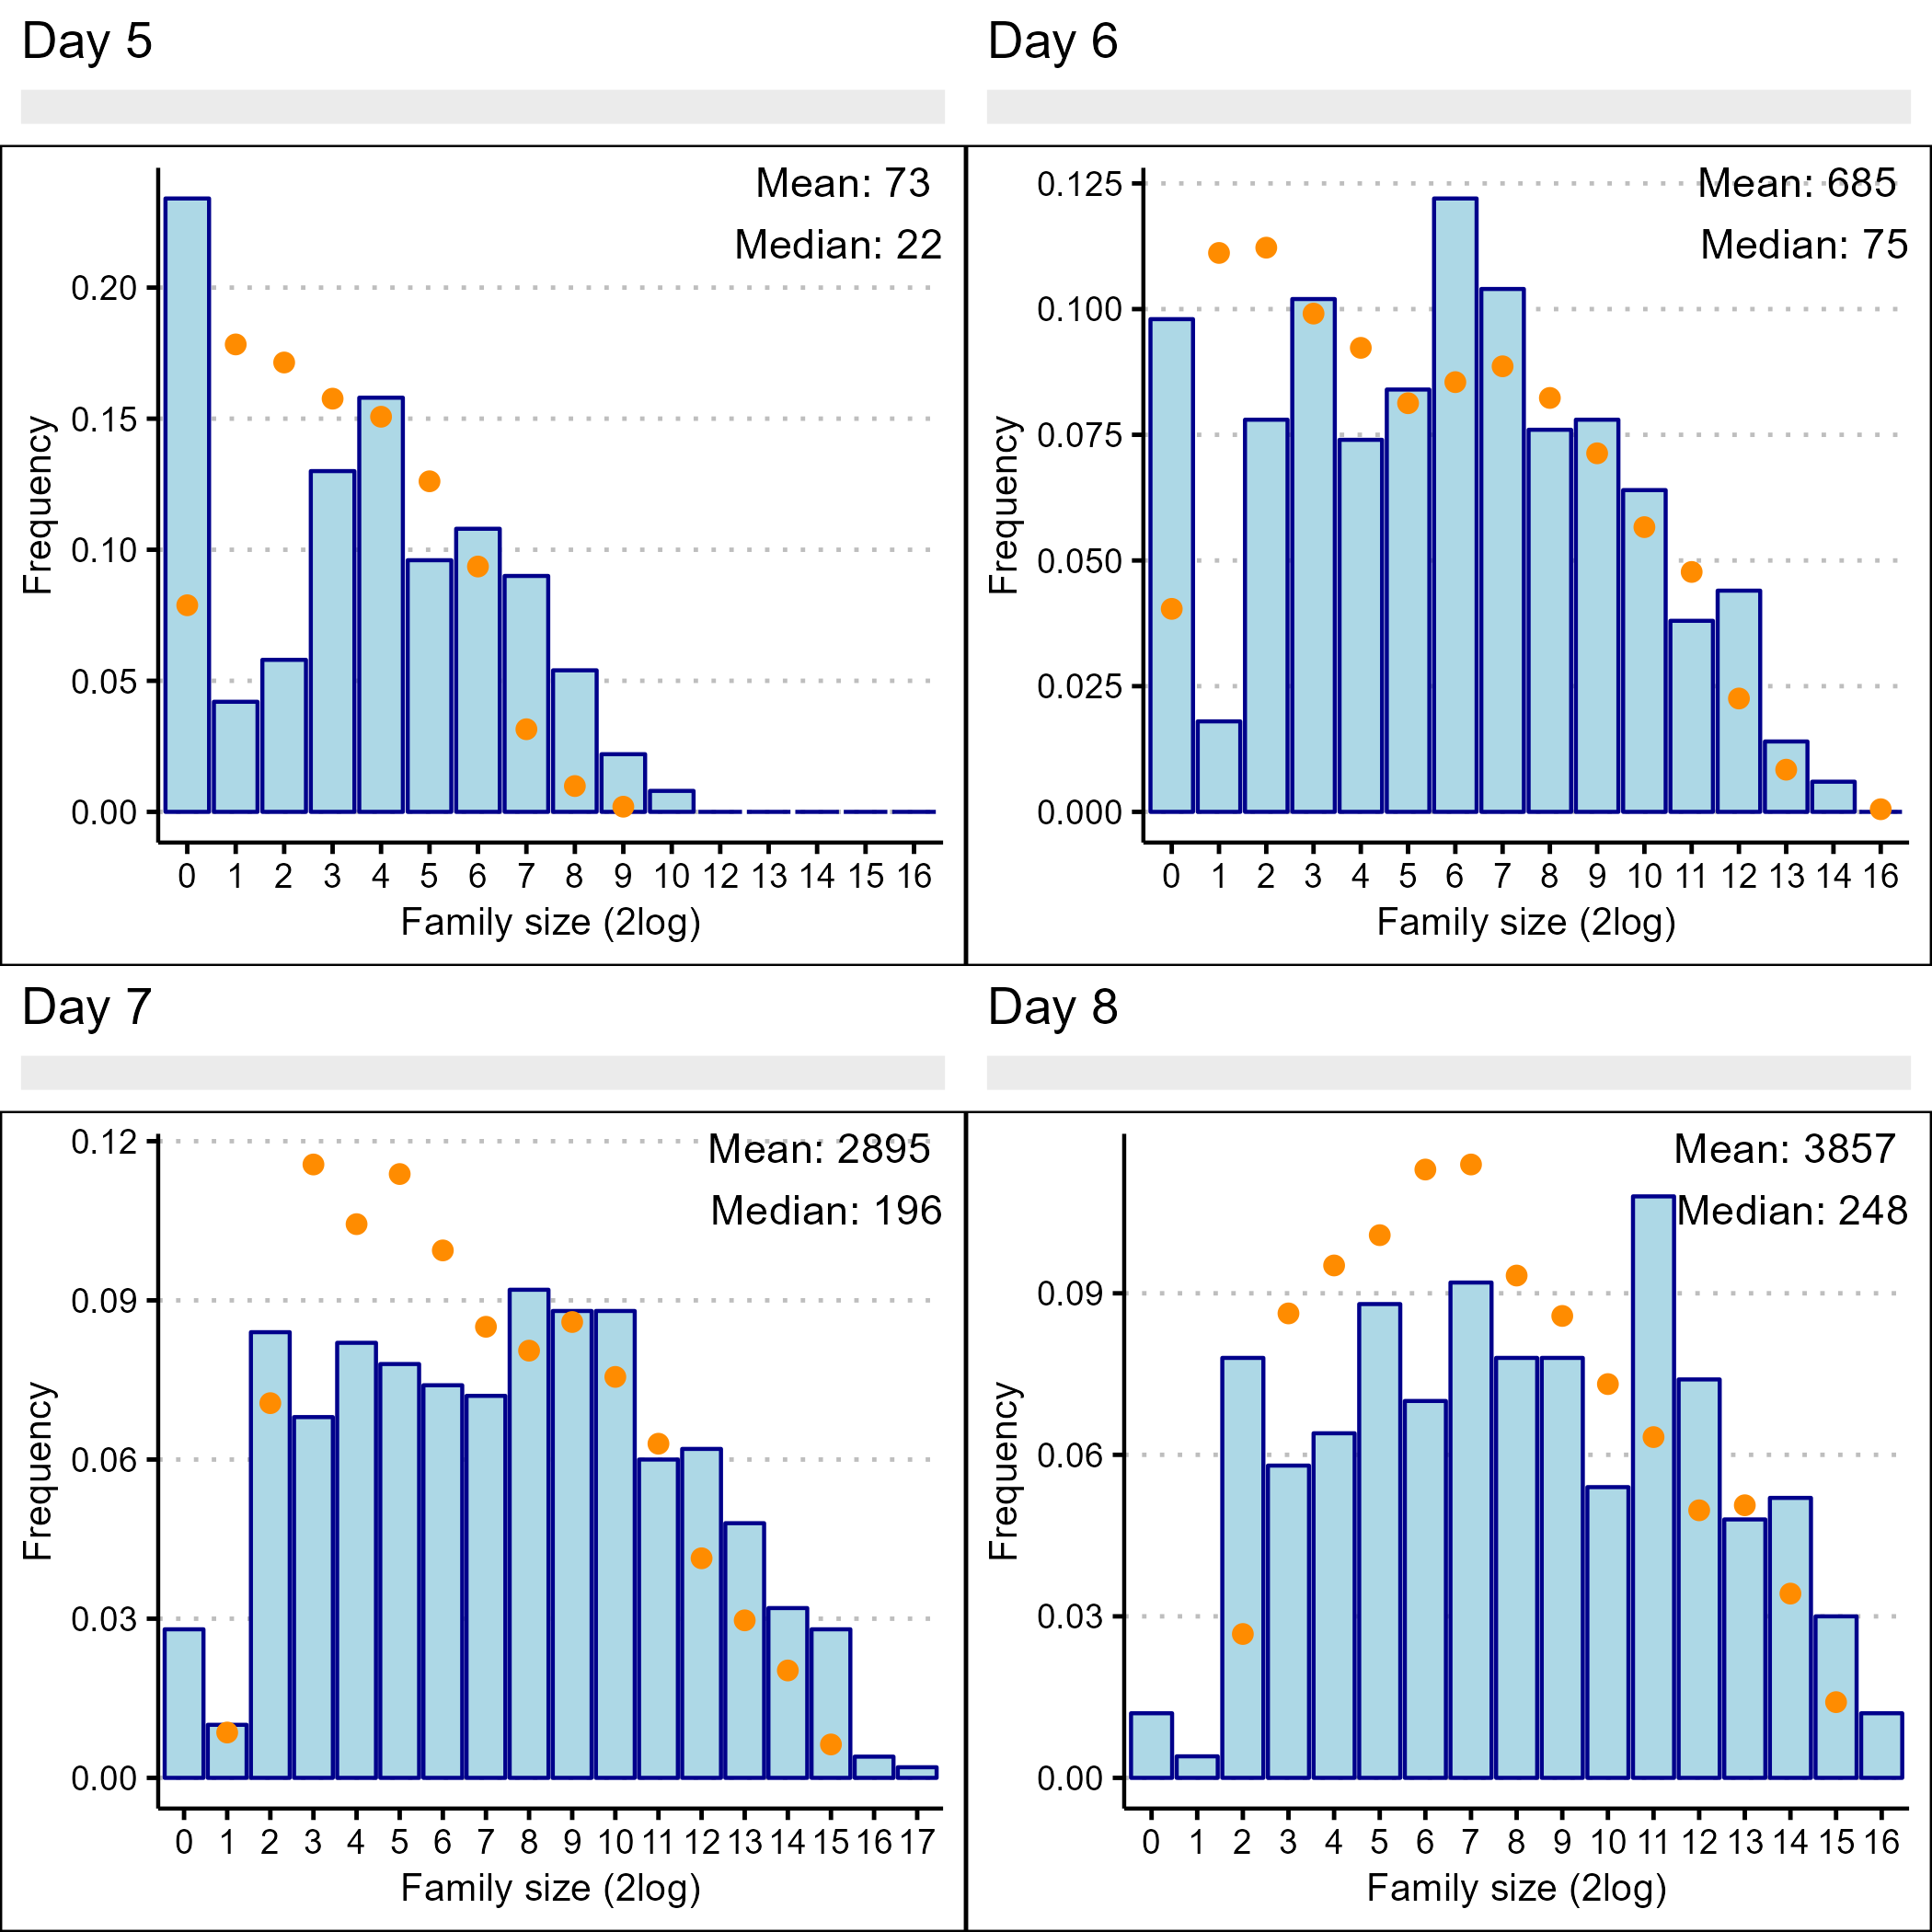 Day 5
Mean: 73
Median: 22
0.20
0.15
0.10
0.05
0.00
Frequency
0 1 2 3 4 5 6 7 8 9 10 12 13 14 15 16
Family size (2log)
Day 6
Mean: 685
Median: 75
0.125
0.100
0.075
0.050
0.025
0.000
Frequency
0 1 2 3 4 5 6 7 8 9 10 11 12 13 14 16
Family size (2log)
Day 7
Mean: 2895
Median: 196
0.12
0.09
0.06
0.03
0.00
Frequency
0 1 2 3 4 5 6 7 8 9 10 11 12 13 14 15 16 17
Family size (2log)
Day 8
Mean: 3857
Median: 248
0.09
0.06
0.03
0.00
Frequency
0 1 2 3 4 5 6 7 8 9 10 11 12 13 14 15 16
Family size (2log)